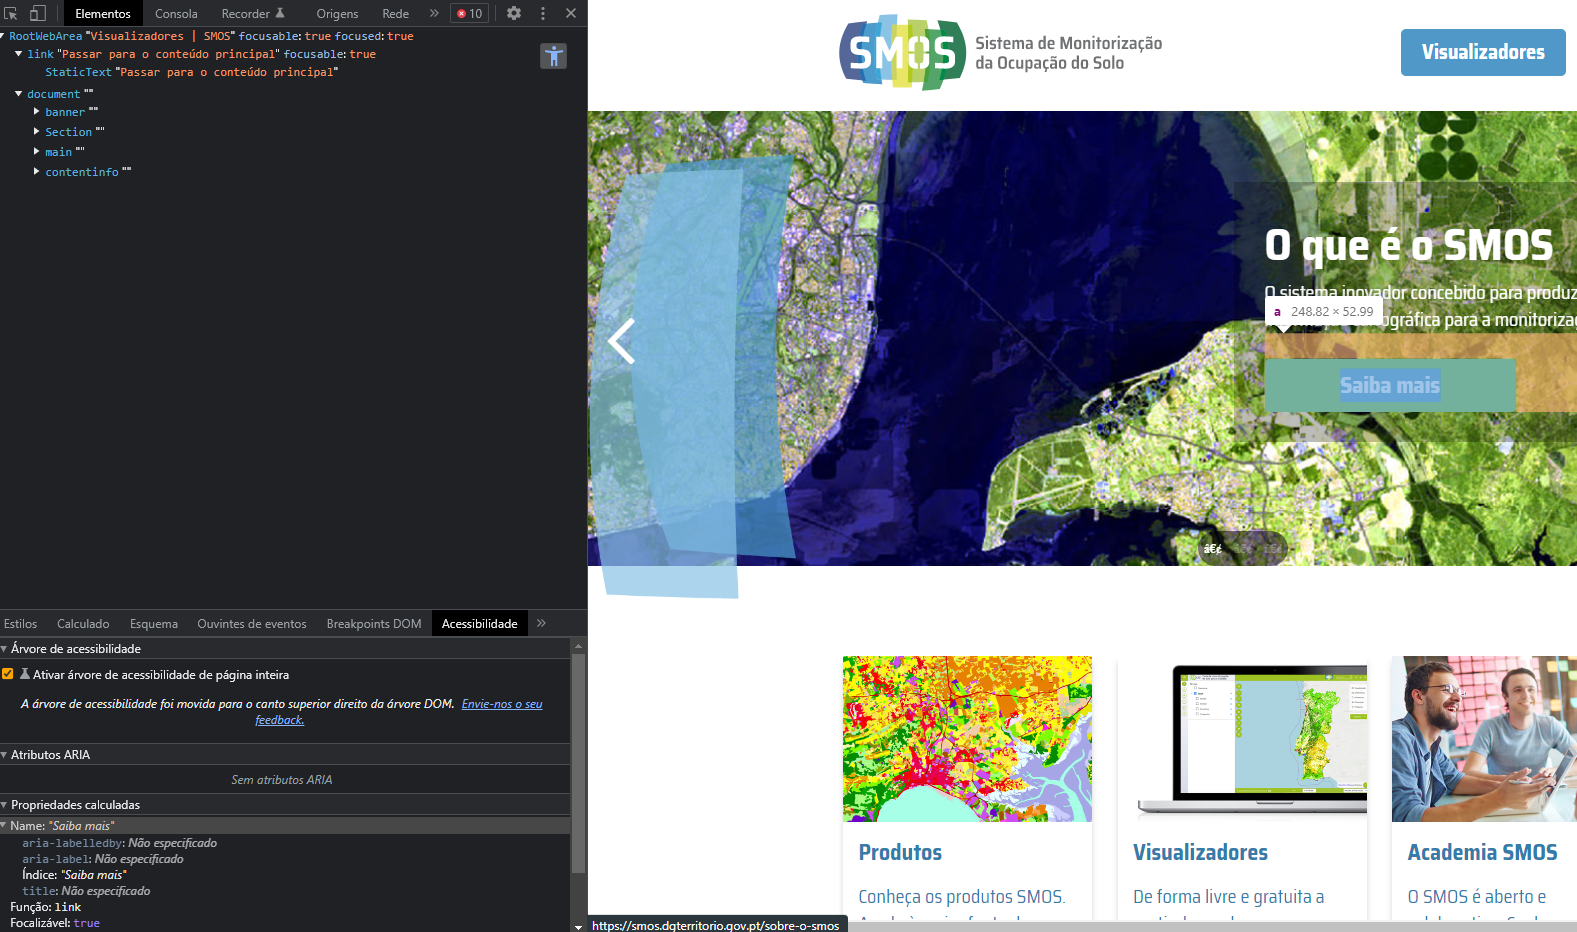 Elementos
Consola
Recorder
Origens
Rede
»
10
RootWebArea "Visualizadores | SMOS" focusable: true focused: true
link "Passar para o conteúdo principal" focusable: true
StaticText "Passar para o conteúdo principal"
document ""
banner ""
Section ""
main ""
contentinfo ""
Estilos
Calculado
Esquema
Ouvintes de eventos
Breakpoints DOM
Acessibilidade
»
Árvore de acessibilidade
Ativar árvore de acessibilidade de página inteira
A árvore de acessibilidade foi movida para o canto superior direito da árvore DOM. Envie-nos o seu
feedback.
Atributos ARIA
Sem atributos ARIA
Propriedades calculadas
Name: "Saiba mais"
aria-labelledby: Não especificado
aria-label: Não especificado
Índice: "Saiba mais"
title: Não especificado
Função: link
Focalizável: true
SMOS
Sistema de Monitorização
da Ocupação do Solo
Visualizadores
O que é o SMOS
O sistema inovador concebido para
a 248.82 × 52.99
para a
Saiba mais
â€¢ â€¢ â€¢
Produtos
Conheça os produtos SMOS.
Visualizadores
De forma livre e gratuita a
Academia SMOS
O SMOS é aberto e
https://smos.dgterritorio.gov.pt/sobre-o-smos